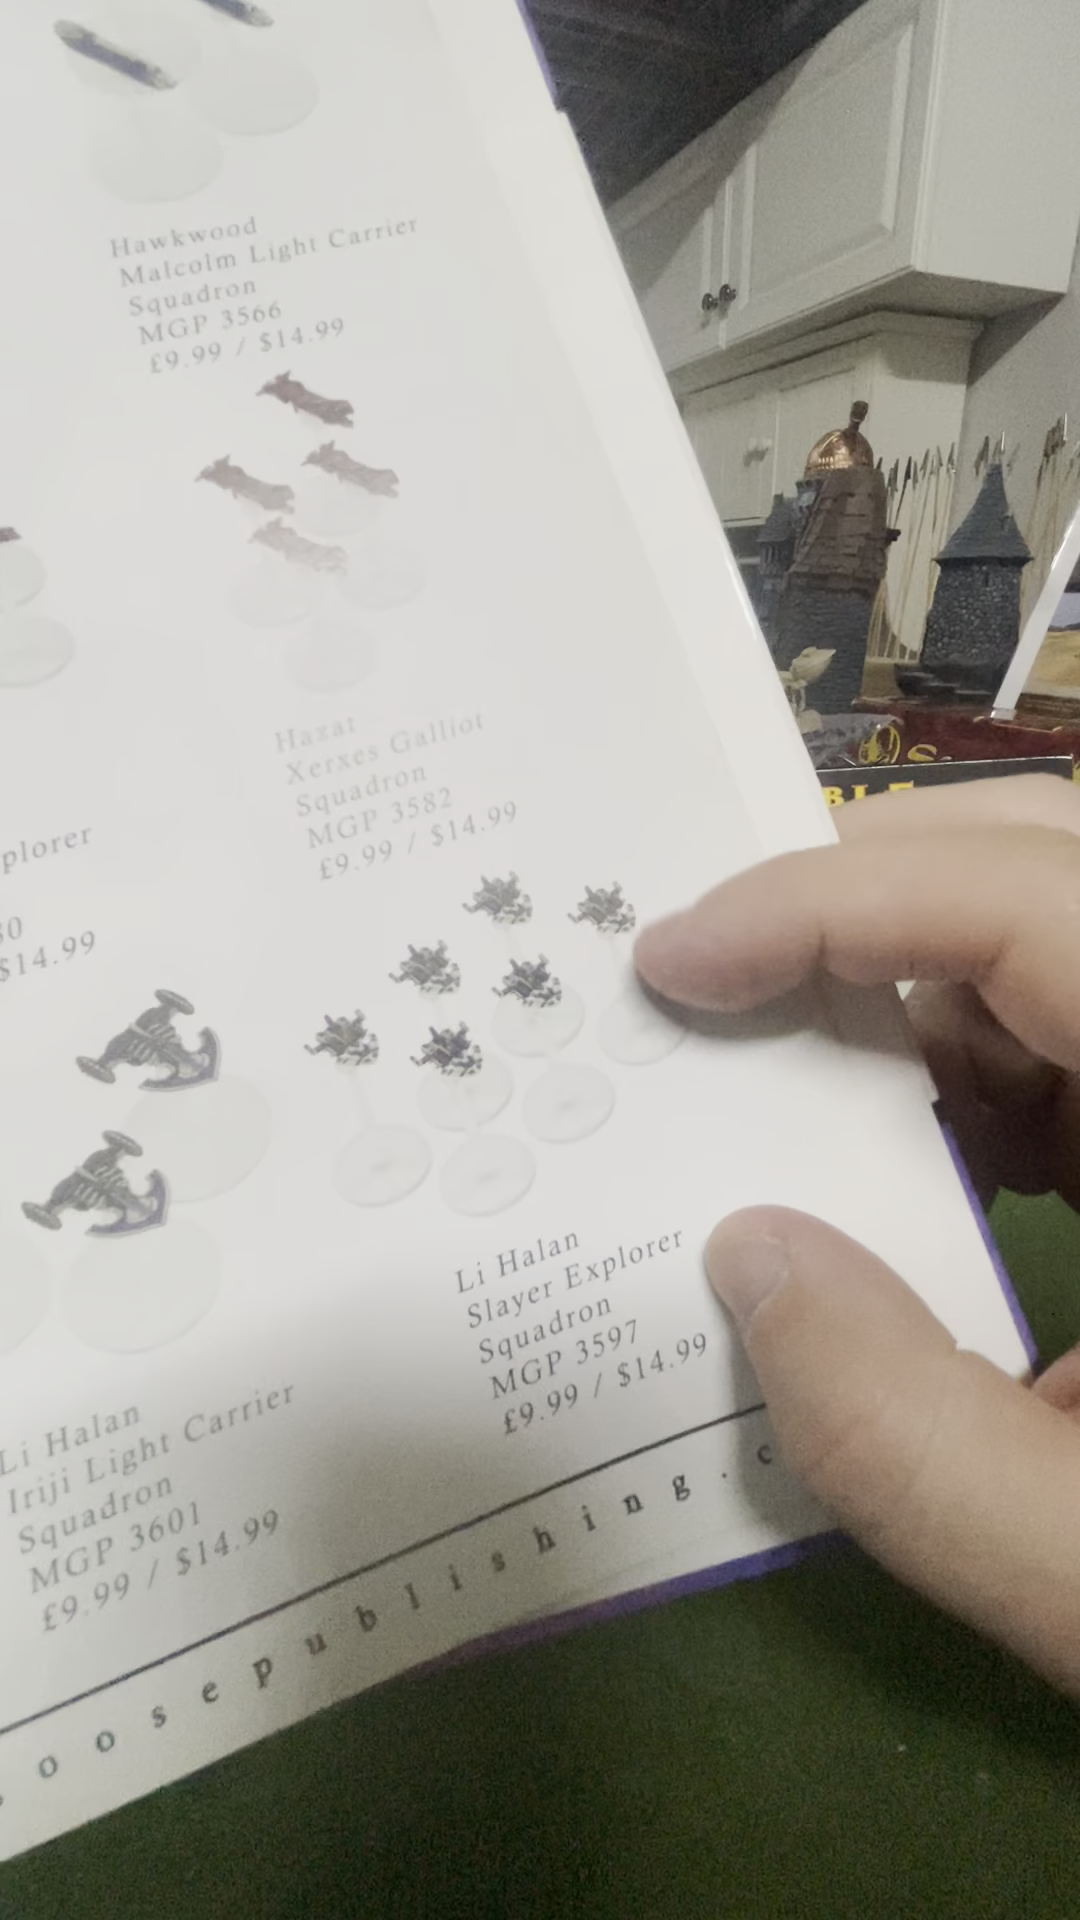 Hawkwood
Malcolm Light Carrier
Squadron
MGP 3566
£9.99 / $14.99
Hazat
Xerxes Galliot
Squadron
MGP 3582
£9.99 / $14.99
plorer
30
$14.99
Li Halan
Slayer Explorer
Squadron
MGP 3597
£9.99 / $14.99
Li Halan
Iriji Light Carrier
Squadron
MGP 3601
£9.99 / $14.99
oosepublishing.c
BLE
S